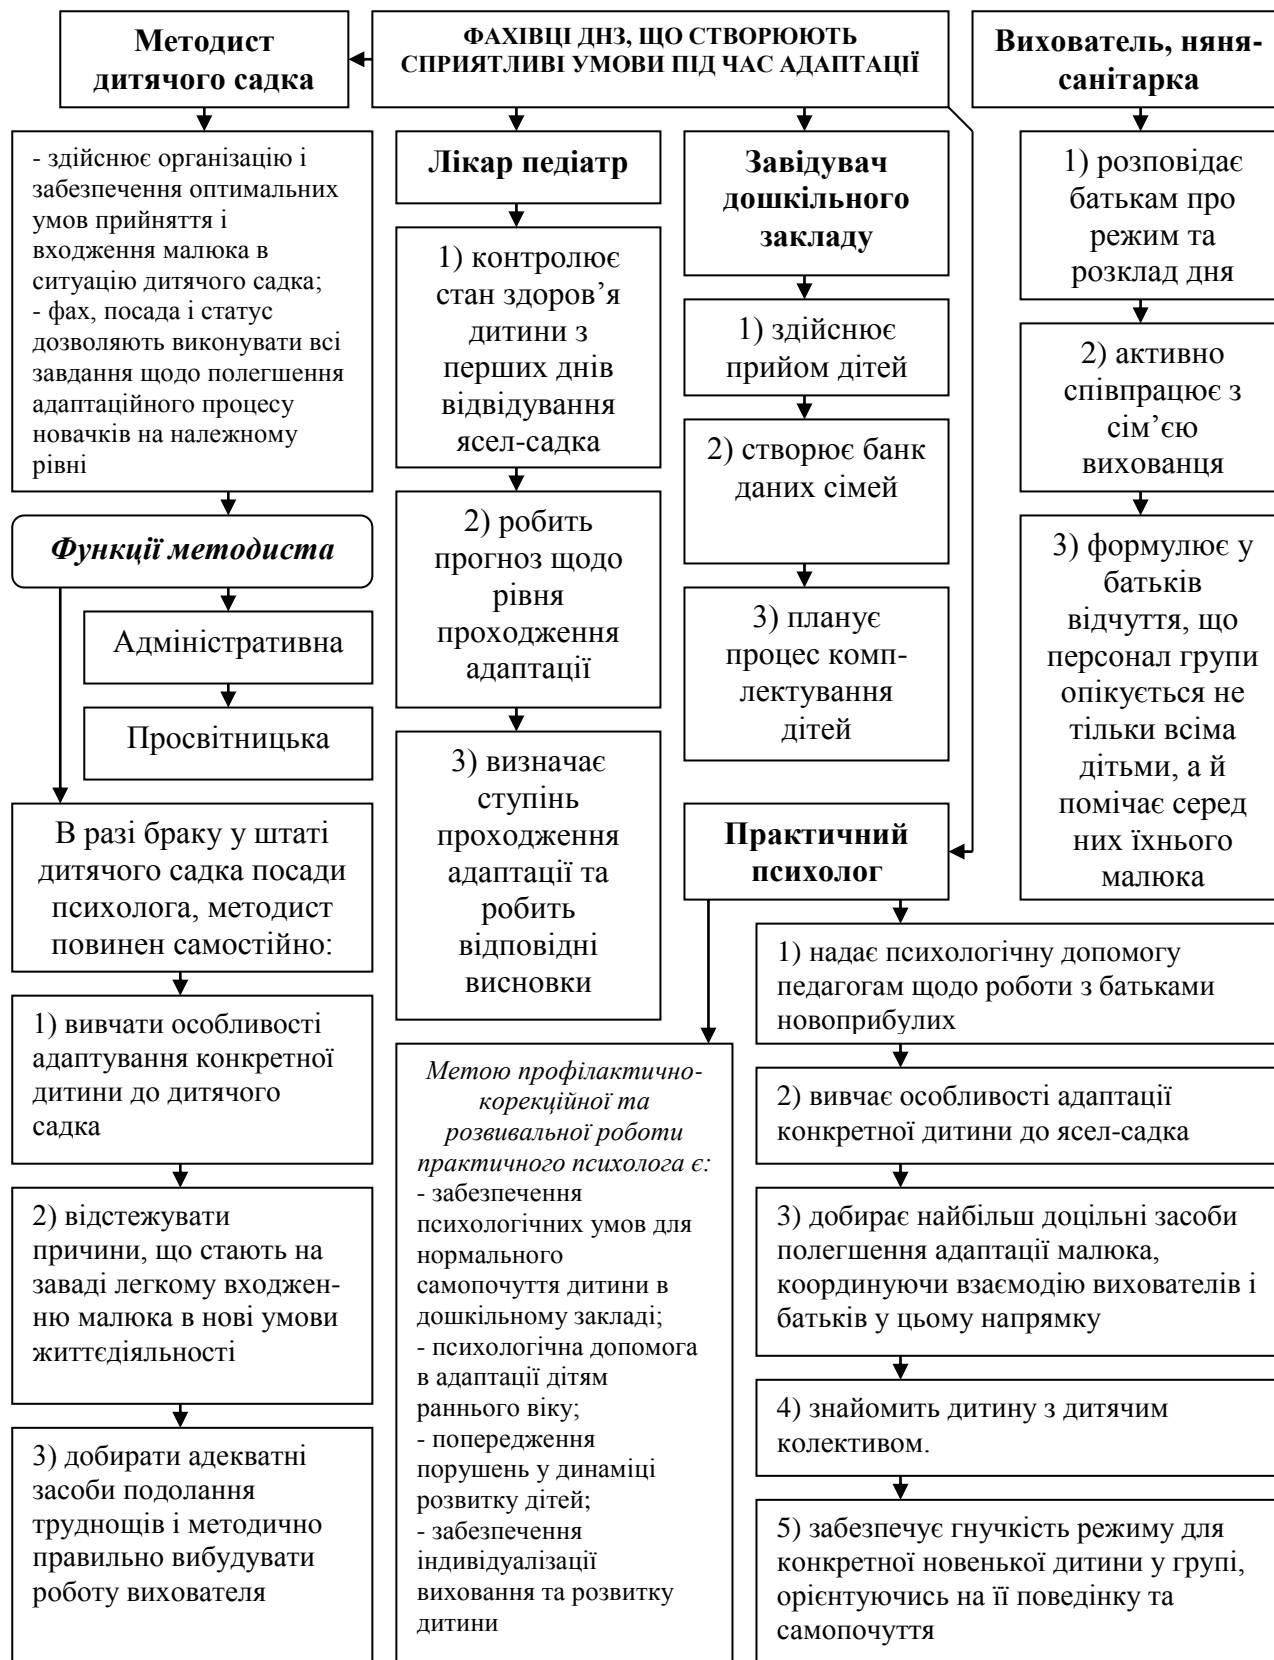 Методист
дитячого садка
ФАХІВЦІ ДНЗ, ЩО СТВОРЮЮТЬ
СПРИЯТЛИВІ УМОВИ ПІД ЧАС АДАПТАЦІЇ
Вихователь, няня-
санітарка
- здійснює організацію і
забезпечення оптимальних
умов прийняття і
входження малюка в
ситуацію дитячого садка;
- фах, посада і статус
дозволяють виконувати всі
завдання щодо полегшення
адаптаційного процесу
новачків на належному
рівні
Функції методиста
Адміністративна
Просвітницька
В разі браку у штаті
дитячого садка посади
психолога, методист
повинен самостійно:
1) вивчати особливості
адаптування конкретної
дитини до дитячого
садка
2) відстежувати
причини, що стають на
заваді легкому входжен-
ню малюка в нові умови
життєдіяльності
3) добирати адекватні
засоби подолання
труднощів і методично
правильно вибудувати
роботу вихователя
Лікар педіатр
1) контролює
стан здоров’я
дитини з
перших днів
відвідування
ясел-садка
2) робить
прогноз щодо
рівня
проходження
адаптації
3) визначає
ступінь
проходження
адаптації та
робить
відповідні
висновки
Завідувач
дошкільного
закладу
1) здійснює
прийом дітей
2) створює банк
даних сімей
3) планує
процес комп-
лектування
дітей
1) розповідає
батькам про
режим та
розклад дня
2) активно
співпрацює з
сім’єю
вихованця
3) формулює у
батьків
відчуття, що
персонал групи
опікується не
тільки всіма
дітьми, а й
помічає серед
них їхнього
малюка
Практичний
психолог
Метою профілактично-
корекційної та
розвивальної роботи
практичного психолога є:
- забезпечення
психологічних умов для
нормального
самопочуття дитини в
дошкільному закладі;
- психологічна допомога
в адаптації дітям
раннього віку;
- попередження
порушень у динаміці
розвитку дітей;
- забезпечення
індивідуалізації
виховання та розвитку
дитини
1) надає психологічну допомогу
педагогам щодо роботи з батьками
новоприбулих
2) вивчає особливості адаптації
конкретної дитини до ясел-садка
3) добирає найбільш доцільні засоби
полегшення адаптації малюка,
координуючи взаємодію вихователів і
батьків у цьому напрямку
4) знайомить дитину з дитячим
колективом.
5) забезпечує гнучкість режиму для
конкретної новенької дитини у групі,
орієнтуючись на її поведінку та
самопочуття